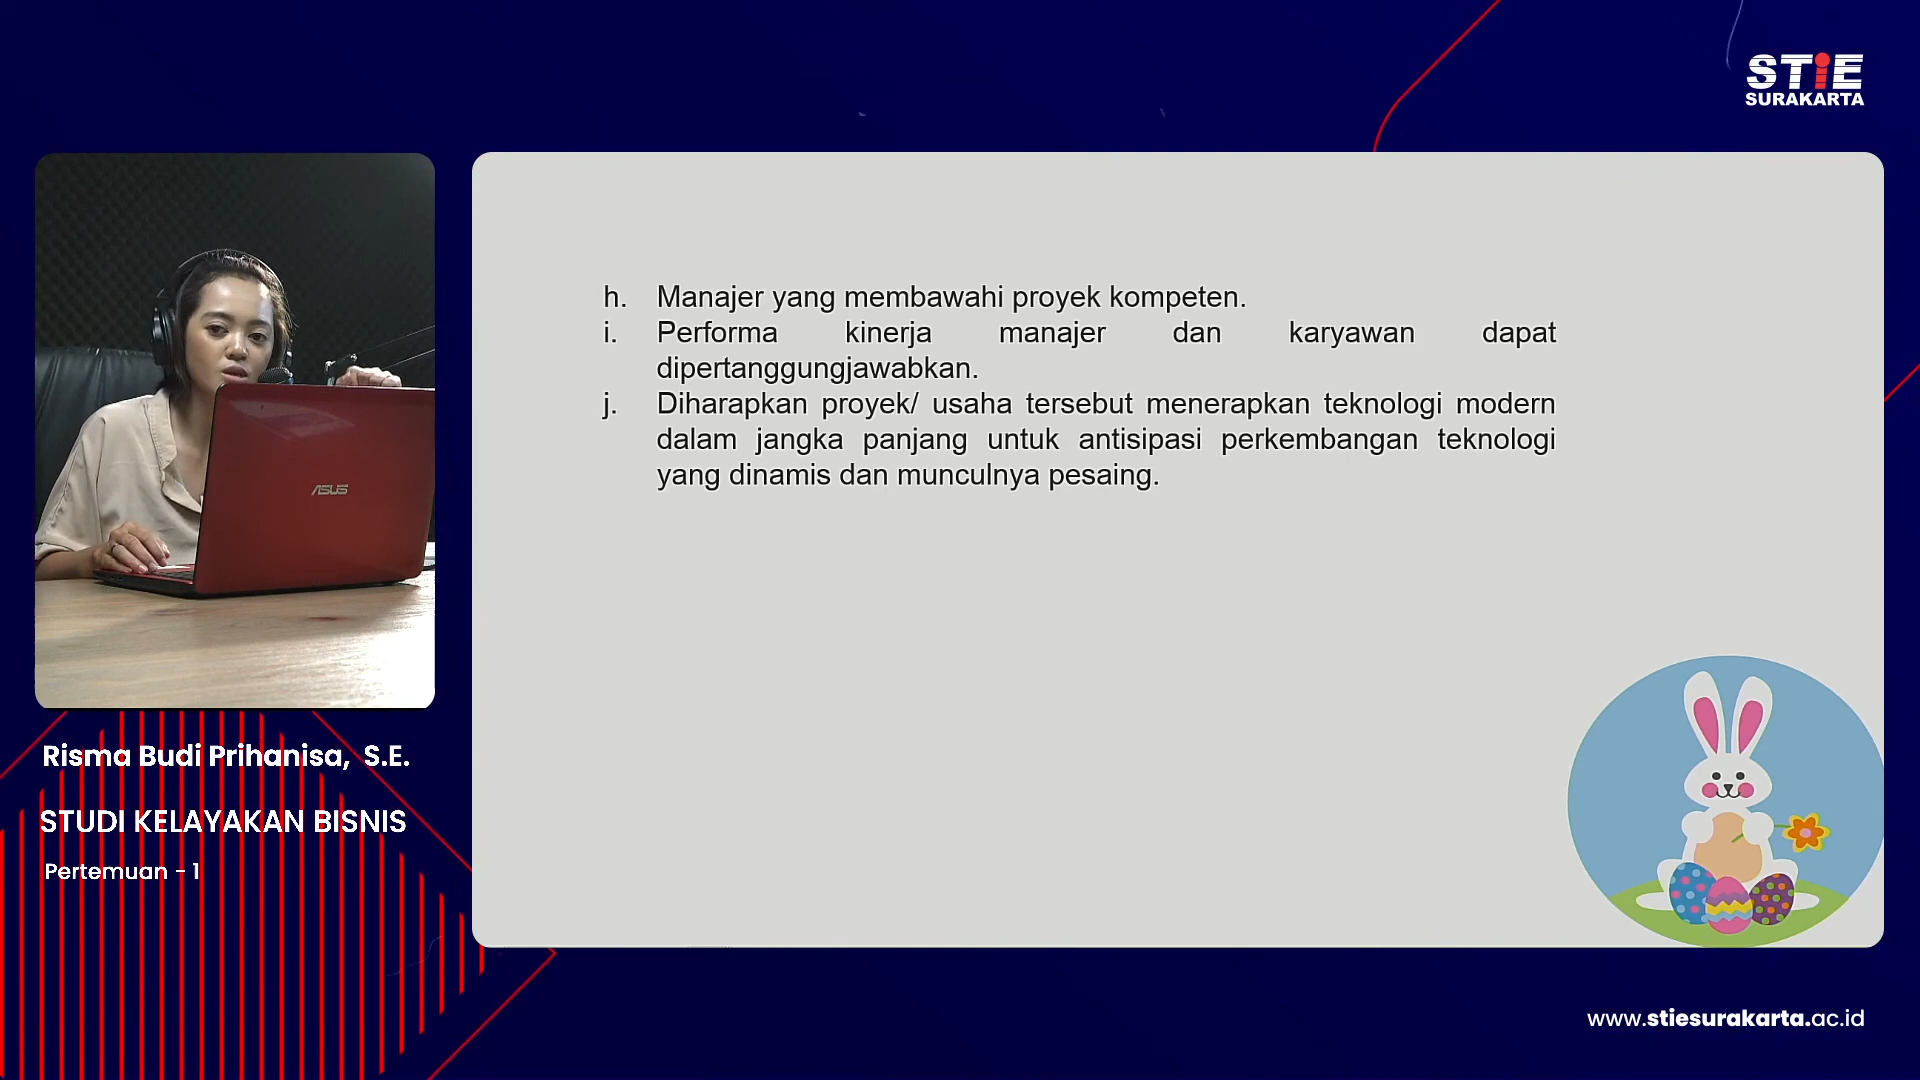 STiE
SURAKARTA
h. Manajer yang membawahi proyek kompeten.
i. Performa kinerja manajer dan karyawan dapat
dipertanggungjawabkan.
j. Diharapkan proyek/ usaha tersebut menerapkan teknologi modern
dalam jangka panjang untuk antisipasi perkembangan teknologi
yang dinamis dan munculnya pesaing.
ASUS
Risma Budi Prihanisa, S.E.
STUDI KELAYAKAN BISNIS
Pertemuan - 1
www.stiesurakarta.ac.id